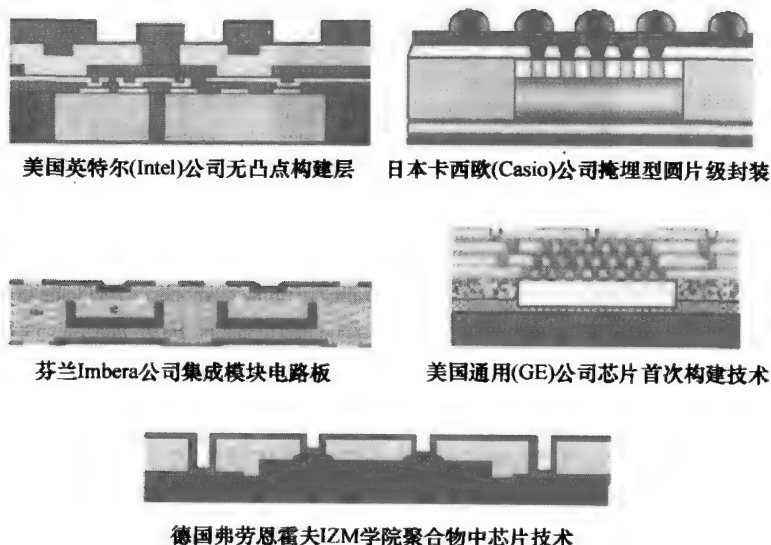 美国英特尔(Intel)公司无凸点构建层
日本卡西欧(Casio)公司掩埋型圆片级封装
芬兰Imbera公司集成模块电路板
美国通用(GE)公司芯片首次构建技术
德国弗劳恩霍夫IZM学院聚合物中芯片技术